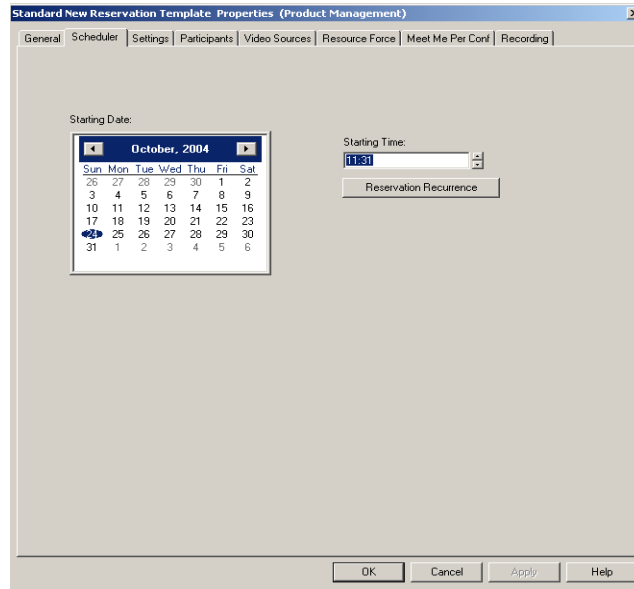 Standard New Reservation Template Properties (Product Management)
General Scheduler Settings Participants Video Sources Resource Force Meet Me Per Conf Recording
Starting Date:
October, 2004
Sun Mon Tue Wed Thu Fri Sat
26 27 28 29 30 1 2
3 4 5 6 7 8 9
10 11 12 13 14 15 16
17 18 19 20 21 22 23
24 25 26 27 28 29 30
31 1 2 3 4 5 6
Starting Time:
11:31
Reservation Recurrence
OK Cancel Apply Help